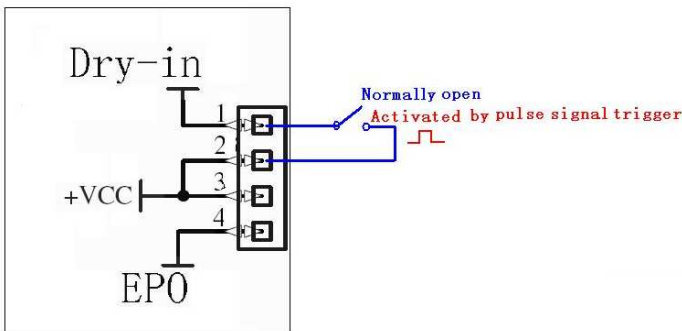 Dry-in
Normally open
1
Activated by pulse signal trigger
2
+VCC
3
4
EPO